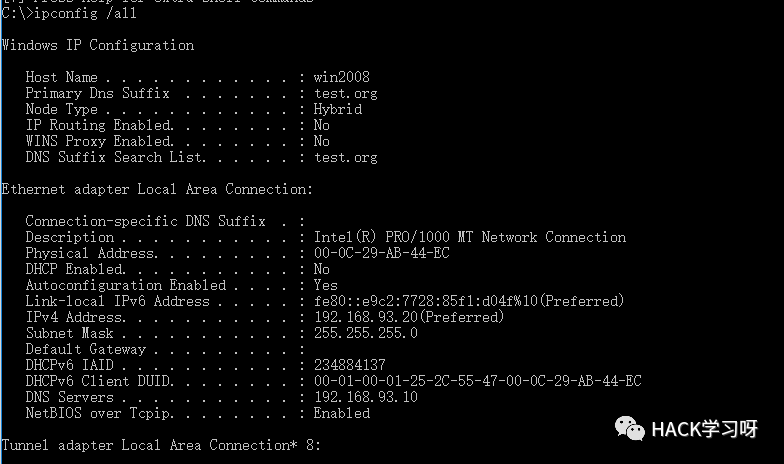 [!] Press help for extra shell commands
C:\>ipconfig /all
Windows IP Configuration
Host Name . . . . . . . . . . . . : win2008
Primary Dns Suffix . . . . . . . : test.org
Node Type . . . . . . . . . . . . : Hybrid
IP Routing Enabled. . . . . . . . : No
WINS Proxy Enabled. . . . . . . . : No
DNS Suffix Search List. . . . . . : test.org
Ethernet adapter Local Area Connection:
Connection-specific DNS Suffix . :
Description . . . . . . . . . . . : Intel(R) PRO/1000 MT Network Connection
Physical Address. . . . . . . . . : 00-0C-29-AB-44-EC
DHCP Enabled. . . . . . . . . . . : No
Autoconfiguration Enabled . . . . : Yes
Link-local IPv6 Address . . . . . : fe80::e9c2:7728:85f1:d04f%10(Preferred)
IPv4 Address. . . . . . . . . . . : 192.168.93.20(Preferred)
Subnet Mask . . . . . . . . . . . : 255.255.255.0
Default Gateway . . . . . . . . . :
DHCPv6 IAID . . . . . . . . . . . : 234884137
DHCPv6 Client DUID. . . . . . . . : 00-01-00-01-25-2C-55-47-00-0C-29-AB-44-EC
DNS Servers . . . . . . . . . . . : 192.168.93.10
NetBIOS over Tcpip. . . . . . . . : Enabled
HACK学习呀
Tunnel adapter Local Area Connection* 8: